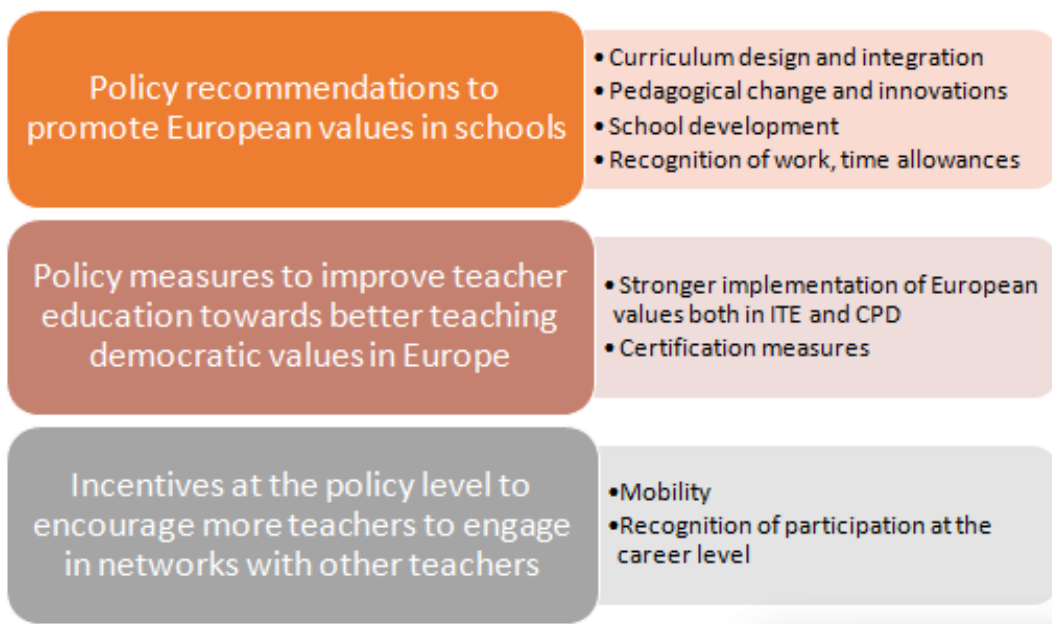 Policy recommendations to
promote European values in schools
• Curriculum design and integration
• Pedagogical change and innovations
• School development
• Recognition of work, time allowances
Policy measures to improve teacher
education towards better teaching
democratic values in Europe
• Stronger implementation of European
values both in ITE and CPD
• Certification measures
Incentives at the policy level to
encourage more teachers to engage
in networks with other teachers
•Mobility
•Recognition of participation at the
career level